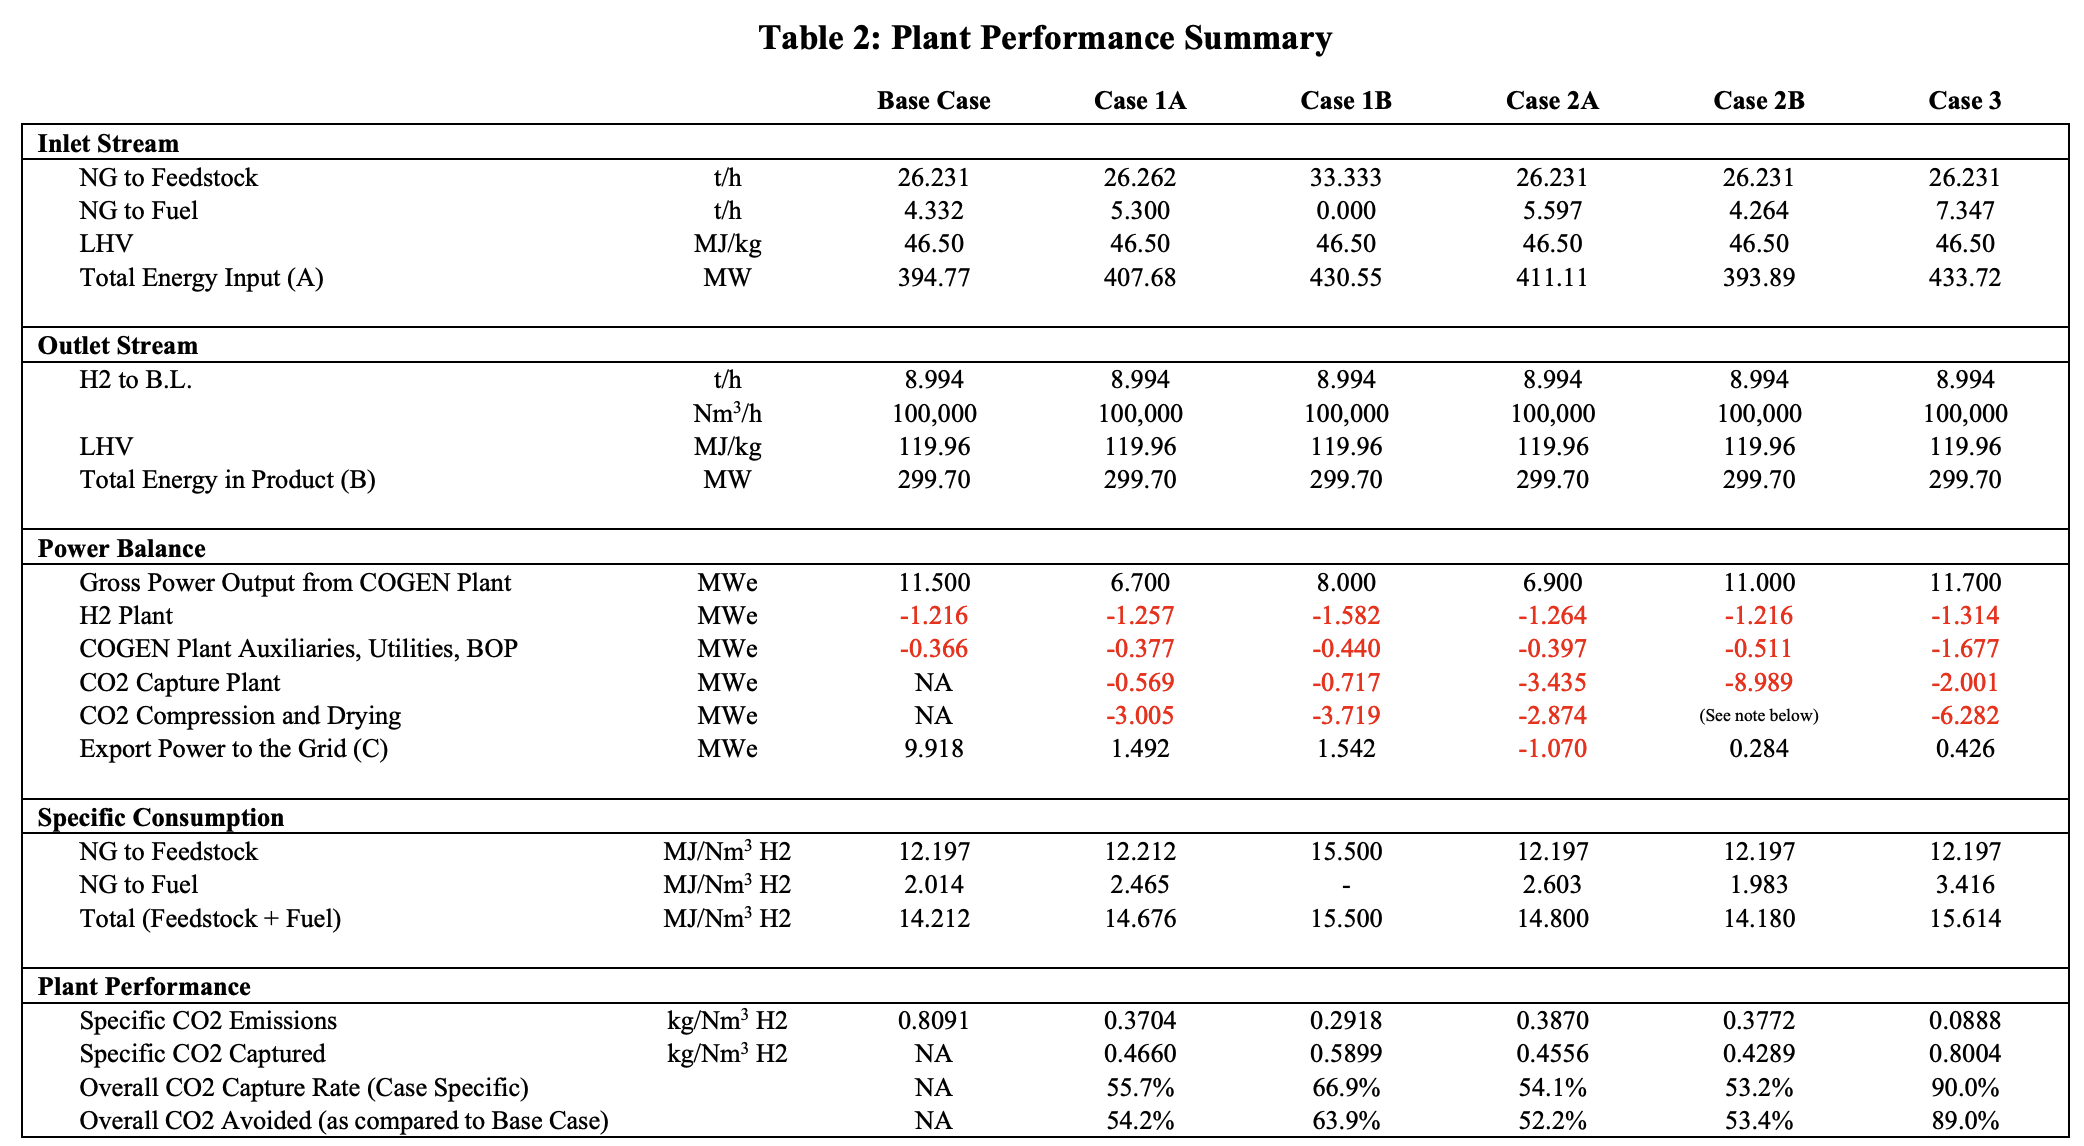 Table 2: Plant Performance Summary
Base Case Case 1A Case 1B Case 2A Case 2B Case 3
Inlet Stream
NG to Feedstock t/h 26.231 26.262 33.333 26.231 26.231 26.231
NG to Fuel t/h 4.332 5.300 0.000 5.597 4.264 7.347
LHV MJ/kg 46.50 46.50 46.50 46.50 46.50 46.50
Total Energy Input (A) MW 394.77 407.68 430.55 411.11 393.89 433.72
Outlet Stream
H2 to B.L. t/h 8.994 8.994 8.994 8.994 8.994 8.994
Nm³/h 100,000 100,000 100,000 100,000 100,000 100,000
LHV MJ/kg 119.96 119.96 119.96 119.96 119.96 119.96
Total Energy in Product (B) MW 299.70 299.70 299.70 299.70 299.70 299.70
Power Balance
Gross Power Output from COGEN Plant MWe 11.500 6.700 8.000 6.900 11.000 11.700
H2 Plant MWe -1.216 -1.257 -1.582 -1.264 -1.216 -1.314
COGEN Plant Auxiliaries, Utilities, BOP MWe -0.366 -0.377 -0.440 -0.397 -0.511 -1.677
CO2 Capture Plant MWe NA -0.569 -0.717 -3.435 -8.989 -2.001
CO2 Compression and Drying MWe NA -3.005 -3.719 -2.874 (See note below) -6.282
Export Power to the Grid (C) MWe 9.918 1.492 1.542 -1.070 0.284 0.426
Specific Consumption
NG to Feedstock MJ/Nm³ H2 12.197 12.212 15.500 12.197 12.197 12.197
NG to Fuel MJ/Nm³ H2 2.014 2.465 - 2.603 1.983 3.416
Total (Feedstock + Fuel) MJ/Nm³ H2 14.212 14.676 15.500 14.800 14.180 15.614
Plant Performance
Specific CO2 Emissions kg/Nm³ H2 0.8091 0.3704 0.2918 0.3870 0.3772 0.0888
Specific CO2 Captured kg/Nm³ H2 NA 0.4660 0.5899 0.4556 0.4289 0.8004
Overall CO2 Capture Rate (Case Specific) NA 55.7% 66.9% 54.1% 53.2% 90.0%
Overall CO2 Avoided (as compared to Base Case) NA 54.2% 63.9% 52.2% 53.4% 89.0%